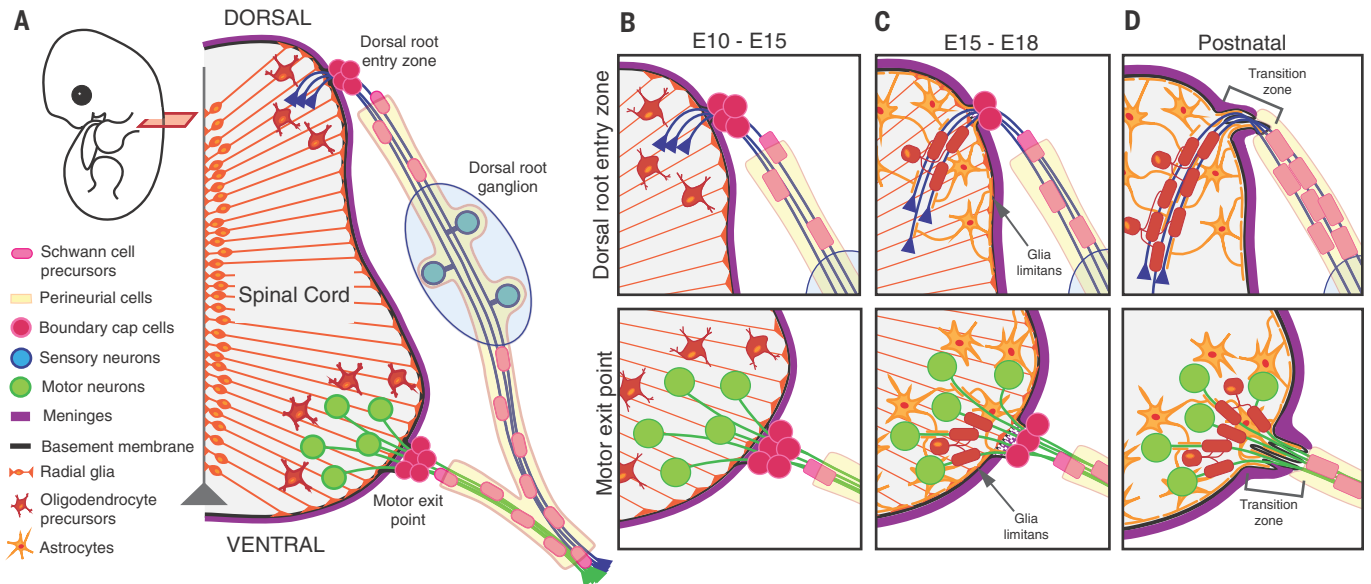 A
DORSAL
Dorsal root
entry zone
Dorsal root
ganglion
Spinal Cord
Motor exit
point
VENTRAL
Schwann cell
precursors
Perineurial cells
Boundary cap cells
Sensory neurons
Motor neurons
Meninges
Basement membrane
Radial glia
Oligodendrocyte
precursors
Astrocytes
B
E10 - E15
Dorsal root entry zone
Motor exit point
C
E15 - E18
Glia
limitans
Glia
limitans
D
Postnatal
Transition
zone
Transition
zone